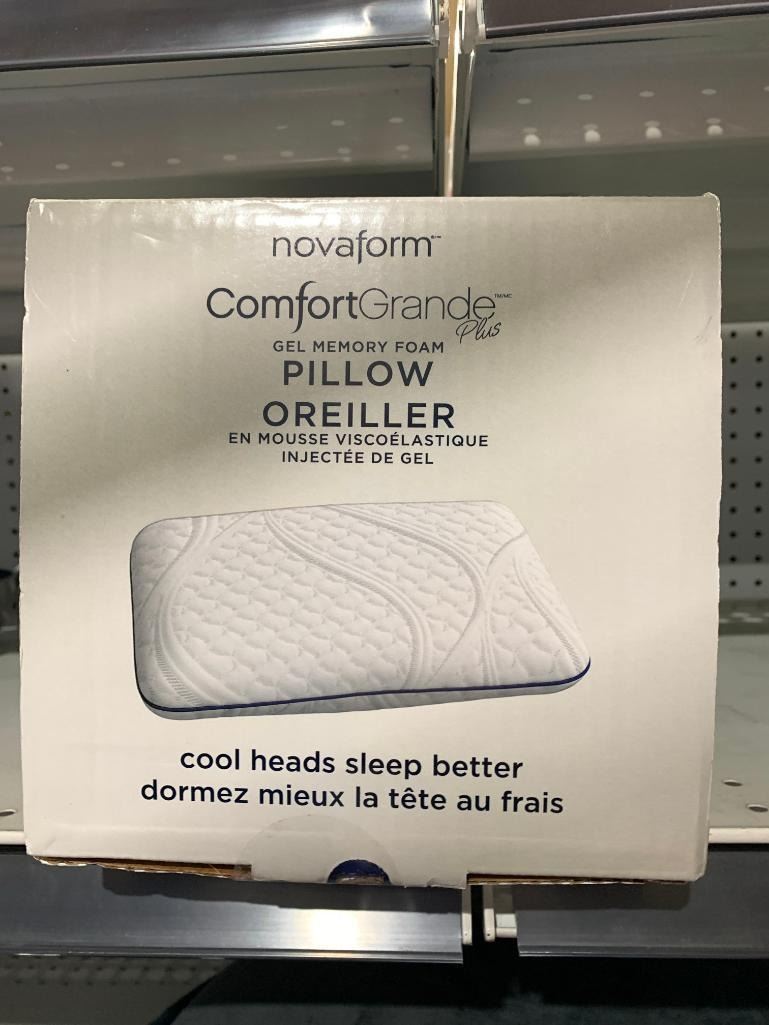 novaform™
ComfortGrande™/MC
Plus
GEL MEMORY FOAM
PILLOW
OREILLER
EN MOUSSE VISCOÉLASTIQUE
INJECTÉE DE GEL
cool heads sleep better
dormez mieux la tête au frais